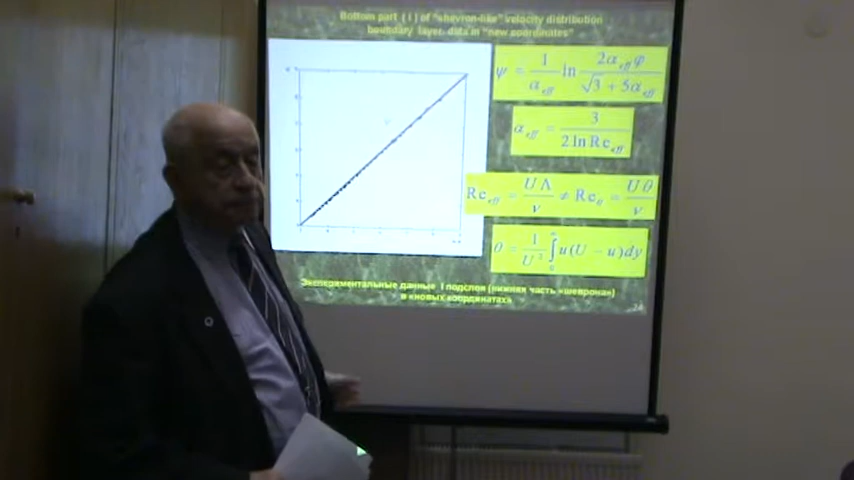 Bottom part ( I ) of "chevron-like" velocity distribution
boundary layer data in "new coordinates"
ψ = 1/α_eff ln 2α_eff φ / (√3 + 5α_eff)
α_eff = 3 / (2 ln Re_eff)
Re_eff = UΛ/ν ≠ Re_θ = Uθ/ν
θ = 1/U² ∫ u(U − u)dy
Экспериментальные данные I подслоя (нижняя часть «шеврона»)
в «новых координатах»